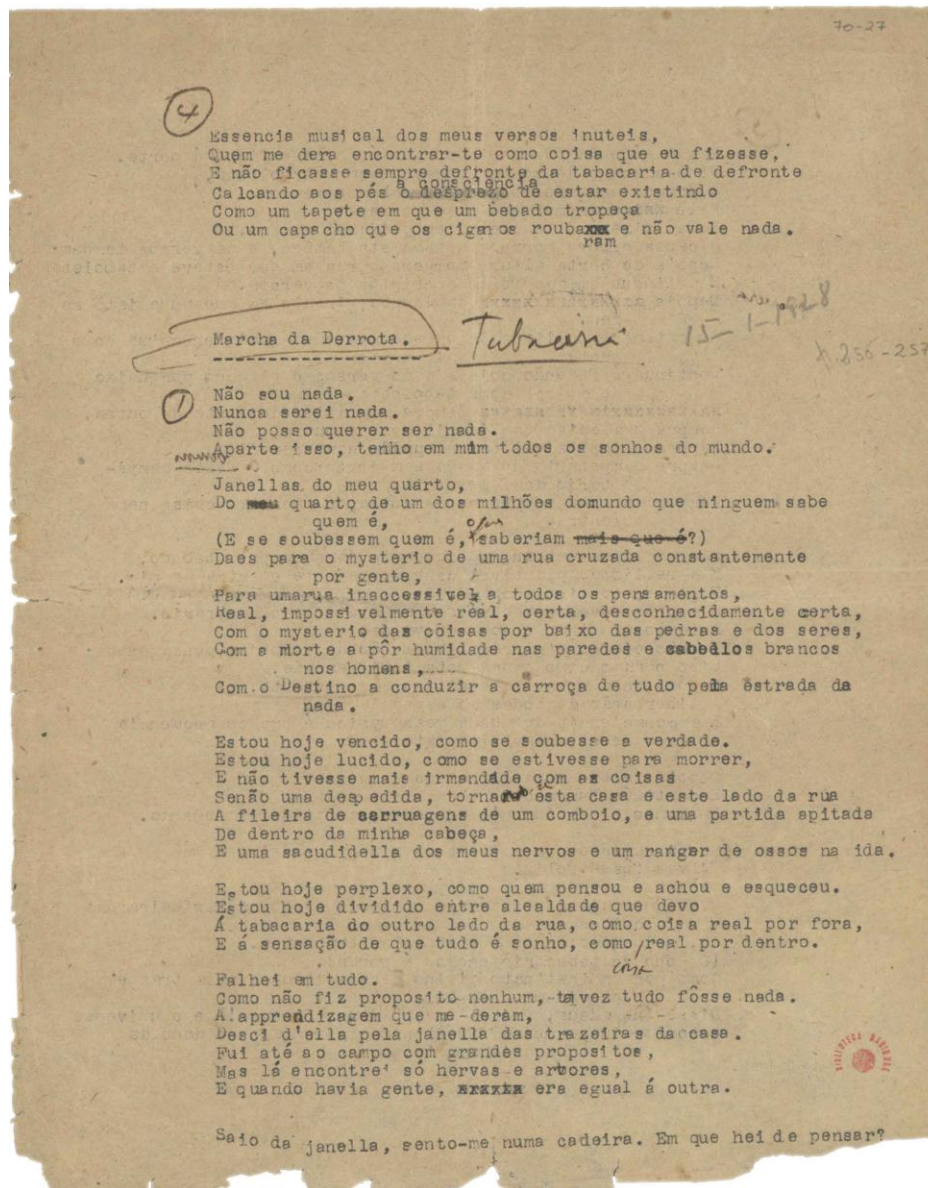 70-27
4
Essencia musical dos meus versos inuteis,
Quem me dera encontrar-te como coisa que eu fizesse,
E não ficasse sempre defronte da tabacaria de defronte
a consciência
Calcando aos pés o desprezo de estar existindo
Como um tapete em que um bebado tropeça
Ou um capacho que os ciganos roubaxxx e não vale nada.
ram
Marcha da Derrota.
Tabacaria
15-1-1928
p.256-257
1
Não sou nada.
Nunca serei nada.
Não posso querer ser nada.
Aparte isso, tenho em mim todos os sonhos do mundo.
Janellas do meu quarto,
Do meu quarto de um dos milhões domundo que ninguem sabe
quem é,
(E se soubessem quem é, saberiam mais que é?)
Daes para o mysterio de uma rua cruzada constantemente
por gente,
Para umarua inaccessivel a todos os pensamentos,
Real, impossivelmente real, certa, desconhecidamente certa,
Com o mysterio das coisas por baixo das pedras e dos seres,
Com a morte a pôr humidade nas paredes e cabellos brancos
nos homens,
Com o Destino a conduzir a carroça de tudo pela estrada da
nada.
Estou hoje vencido, como se soubesse a verdade.
Estou hoje lucido, como se estivesse para morrer,
E não tivesse mais irmandade com as coisas
Senão uma despedida, tornando esta casa e este lado da rua
A fileira de carruagens de um comboio, e uma partida apitada
De dentro da minha cabeça,
E uma sacudidella dos meus nervos e um ranger de ossos na ida.
Estou hoje perplexo, como quem pensou e achou e esqueceu.
Estou hoje dividido entre alealdade que devo
Á tabacaria do outro lado da rua, como coisa real por fora,
E á sensação de que tudo é sonho, como real por dentro.
coisa
Falhei em tudo.
Como não fiz proposito nenhum, tavez tudo fôsse nada.
A apprendizagem que me-deram,
Desci d'ella pela janella das trazeiras da casa.
Fui até ao campo com grandes propositos,
Mas lá encontrei só hervas e arvores,
E quando havia gente, xxxxxx era egual á outra.
Saio da janella, sento-me numa cadeira. Em que hei de pensar?
BIBLIOTECA NACIONAL